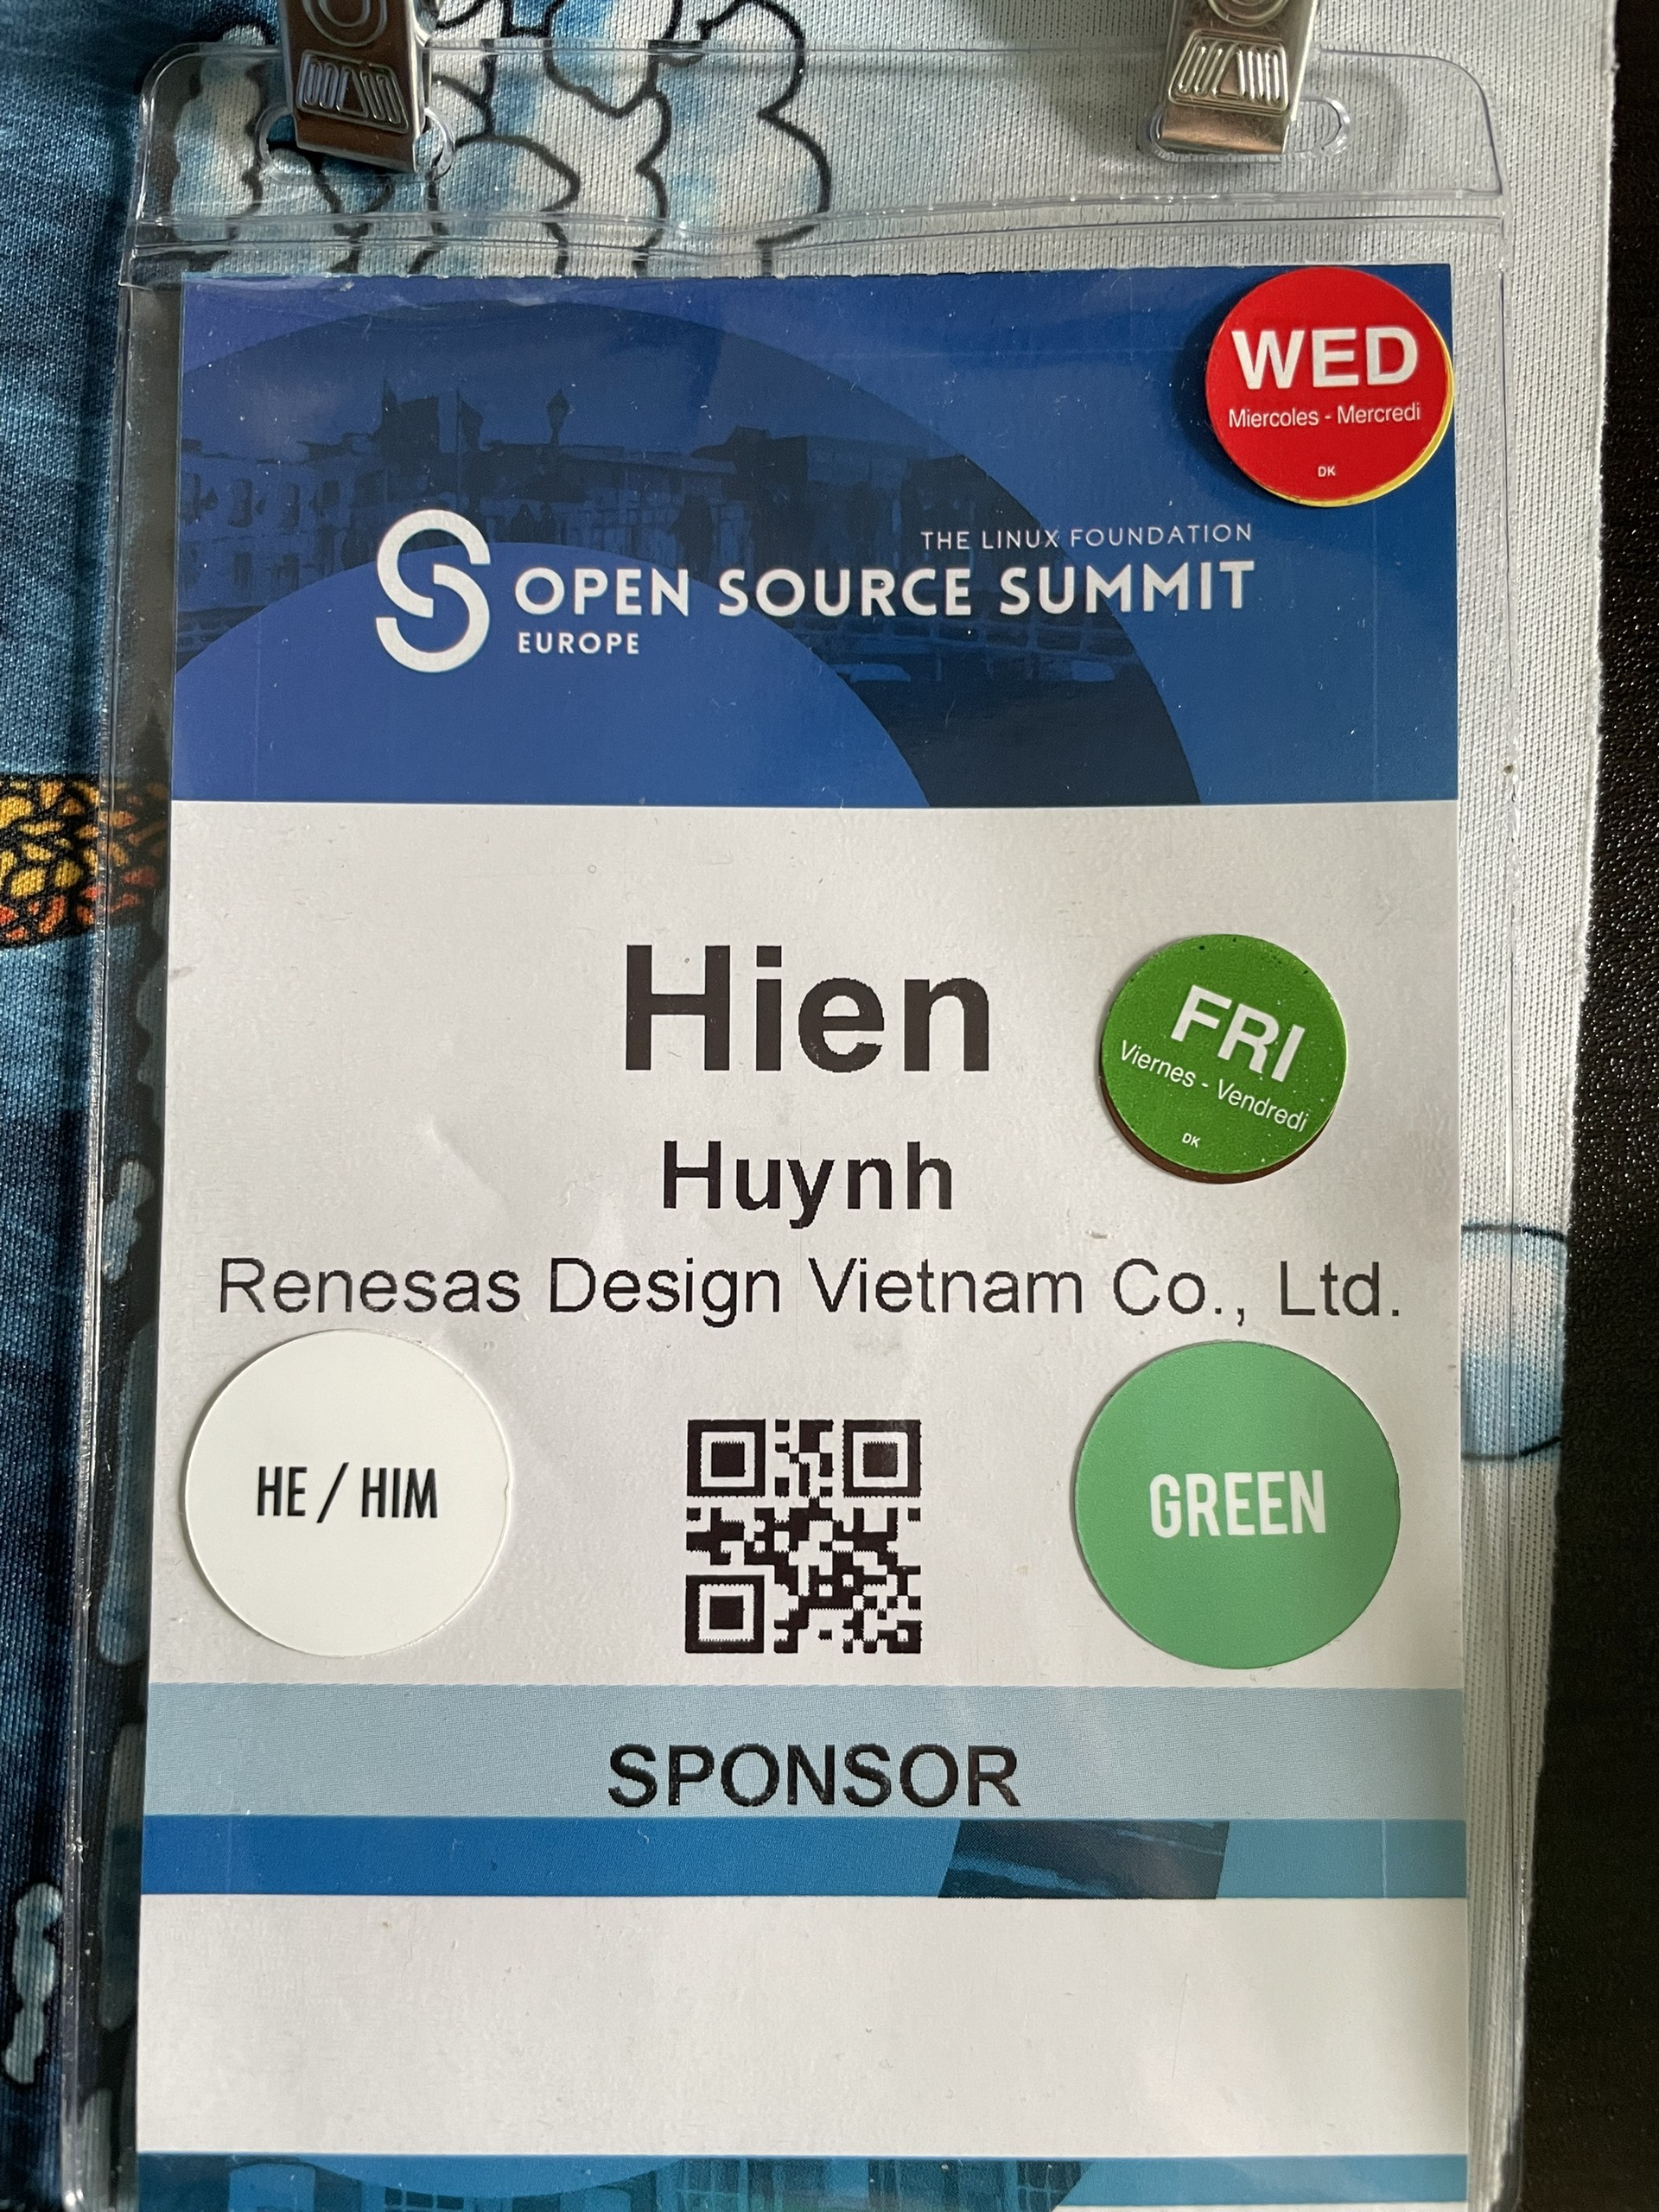 WED
Miercoles - Mercredi
DK
THE LINUX FOUNDATION
OPEN SOURCE SUMMIT
EUROPE
Hien
FRI
Viernes - Vendredi
DK
Huynh
Renesas Design Vietnam Co., Ltd.
HE / HIM
GREEN
SPONSOR